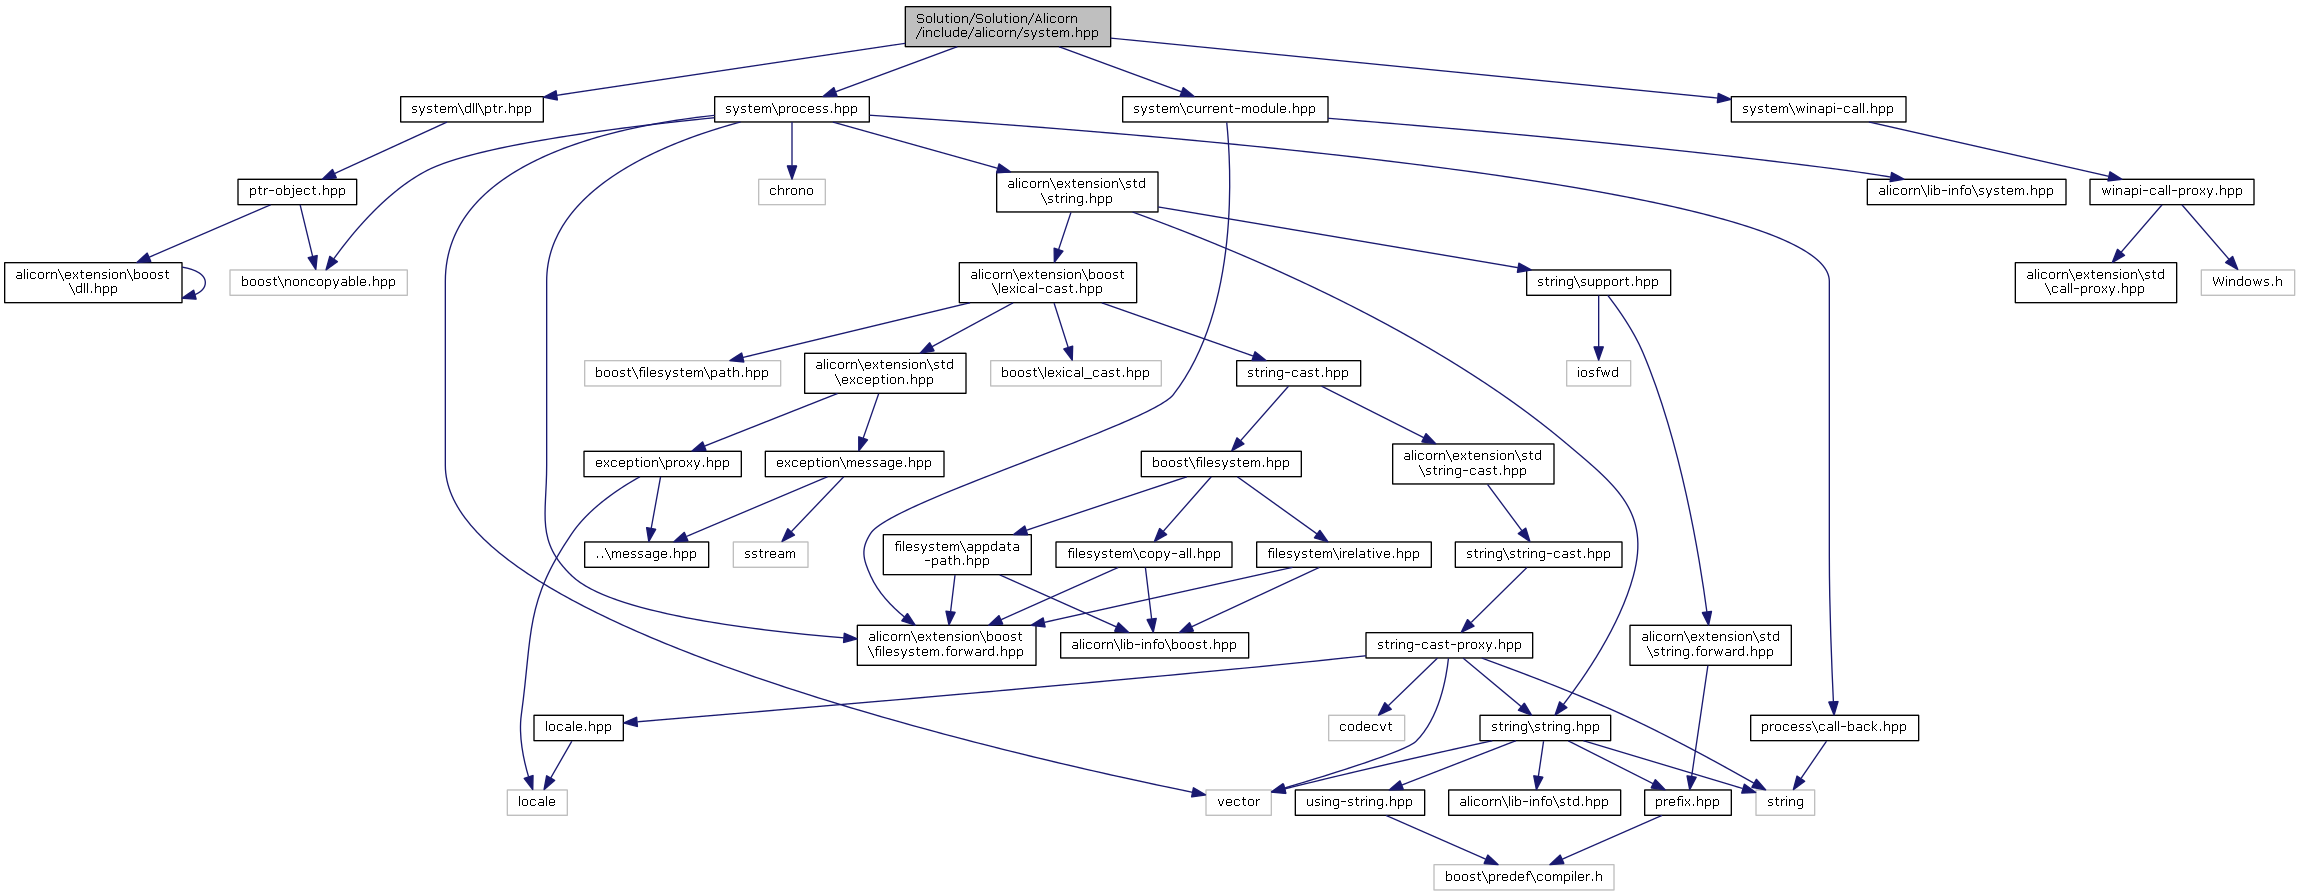 Solution/Solution/Alicorn
/include/alicorn/system.hpp
system\dll\ptr.hpp
system\process.hpp
system\current-module.hpp
system\winapi-call.hpp
ptr-object.hpp
chrono
alicorn\extension\std
\string.hpp
alicorn\lib-info\system.hpp
winapi-call-proxy.hpp
alicorn\extension\boost
\dll.hpp
boost\noncopyable.hpp
alicorn\extension\boost
\lexical-cast.hpp
string\support.hpp
alicorn\extension\std
\call-proxy.hpp
Windows.h
boost\filesystem\path.hpp
alicorn\extension\std
\exception.hpp
boost\lexical_cast.hpp
string-cast.hpp
iosfwd
exception\proxy.hpp
exception\message.hpp
boost\filesystem.hpp
alicorn\extension\std
\string-cast.hpp
..\message.hpp
sstream
filesystem\appdata
-path.hpp
filesystem\copy-all.hpp
filesystem\irelative.hpp
string\string-cast.hpp
alicorn\extension\boost
\filesystem.forward.hpp
alicorn\lib-info\boost.hpp
string-cast-proxy.hpp
alicorn\extension\std
\string.forward.hpp
locale.hpp
codecvt
string\string.hpp
process\call-back.hpp
locale
vector
using-string.hpp
alicorn\lib-info\std.hpp
prefix.hpp
string
boost\predef\compiler.h